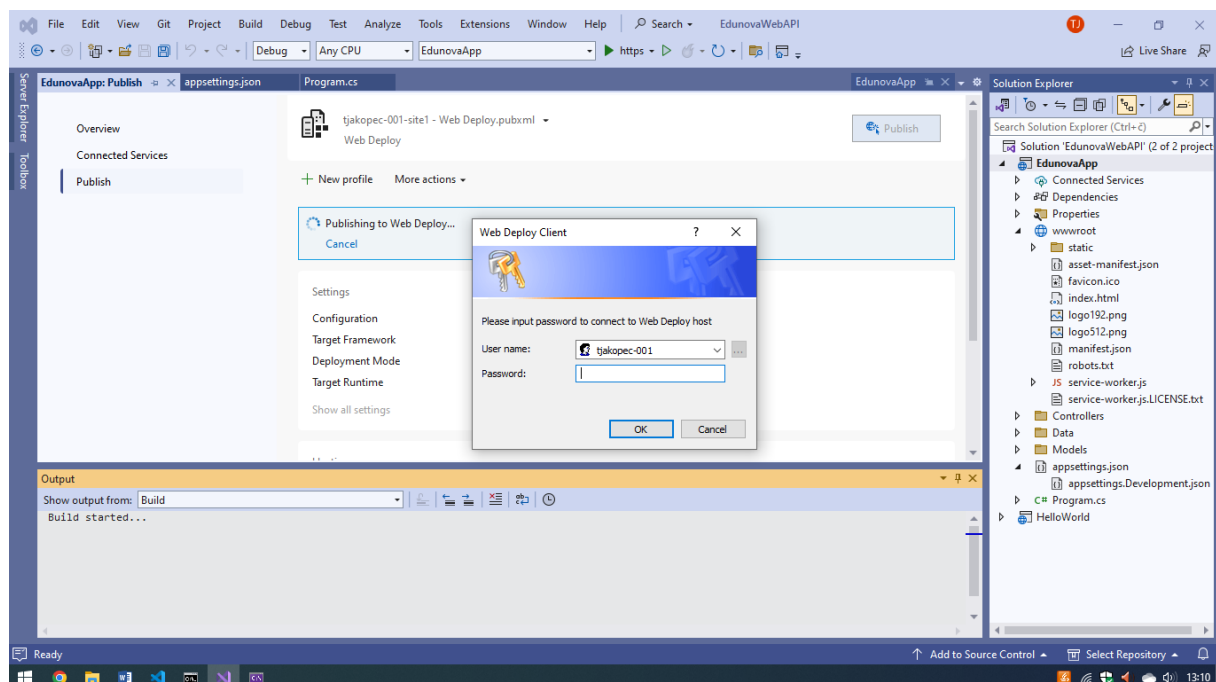 File Edit View Git Project Build Debug Test Analyze Tools Extensions Window Help Search EdunovaWebAPI TJ
Debug Any CPU EdunovaApp https Live Share
Server Explorer
Toolbox
EdunovaApp: Publish appsettings.json Program.cs EdunovaApp
Overview
Connected Services
Publish
tjakopec-001-site1 - Web Deploy.pubxml
Web Deploy
Publish
New profile More actions
Publishing to Web Deploy...
Cancel
Settings
Configuration
Target Framework
Deployment Mode
Target Runtime
Show all settings
Web Deploy Client ?
Please input password to connect to Web Deploy host
User name: tjakopec-001 ...
Password:
OK Cancel
Output
Show output from: Build
Build started...
Solution Explorer
Search Solution Explorer (Ctrl+č)
Solution 'EdunovaWebAPI' (2 of 2 project
EdunovaApp
Connected Services
Dependencies
Properties
wwwroot
static
asset-manifest.json
favicon.ico
index.html
logo192.png
logo512.png
manifest.json
robots.txt
JS service-worker.js
service-worker.js.LICENSE.txt
Controllers
Data
Models
appsettings.json
appsettings.Development.json
C# Program.cs
HelloWorld
Ready Add to Source Control Select Repository
13:10